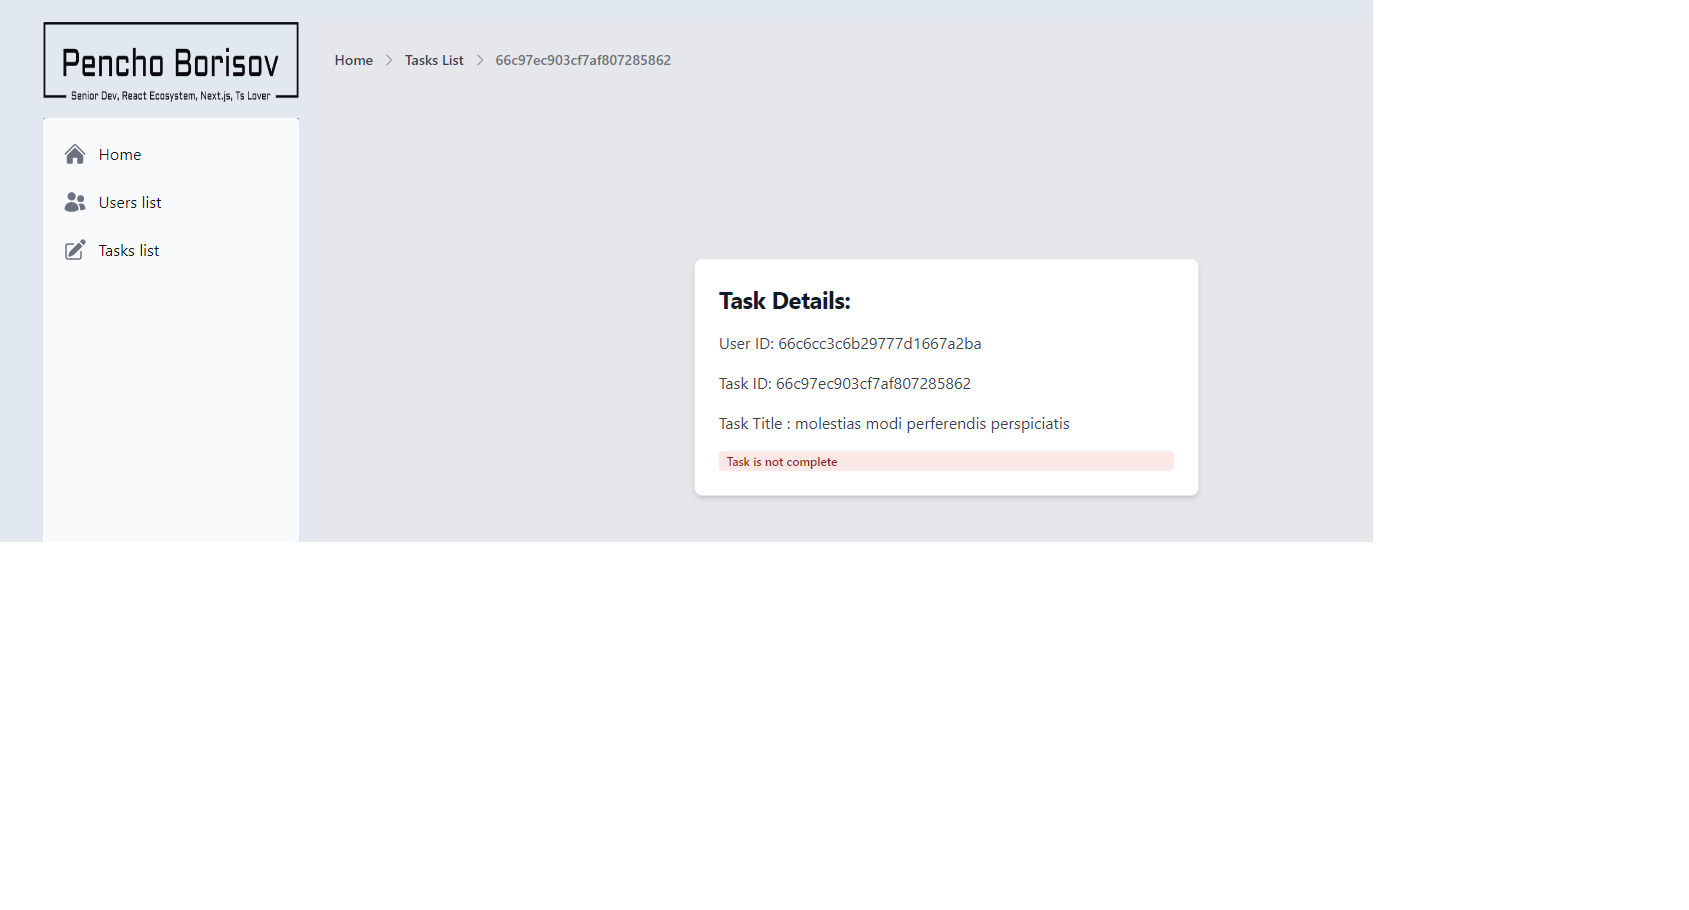 Pencho Borisov
Senior Dev, React Ecosystem, Next.js, Ts Lover
Home
Users list
Tasks list
Home > Tasks List > 66c97ec903cf7af807285862
Task Details:
User ID: 66c6cc3c6b29777d1667a2ba
Task ID: 66c97ec903cf7af807285862
Task Title : molestias modi perferendis perspiciatis
Task is not complete